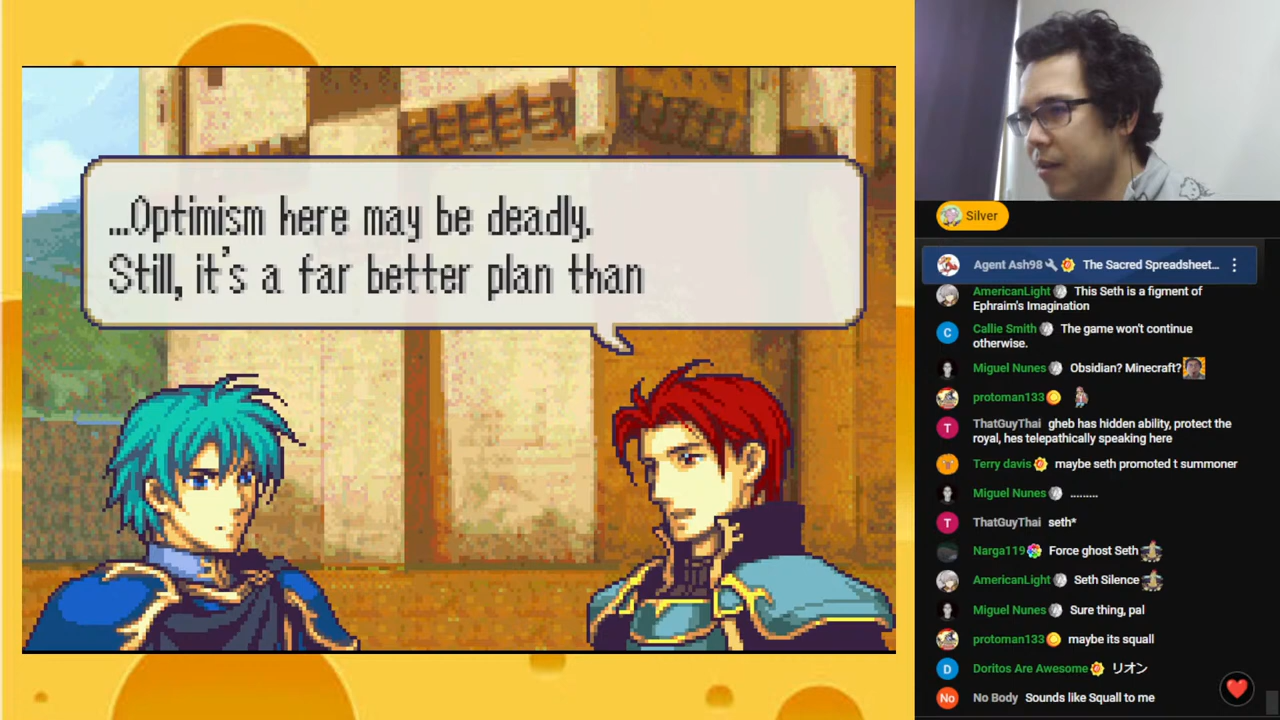 ...Optimism here may be deadly.
Still, it's a far better plan than
Silver
Agent Ash98 The Sacred Spreadsheet...
AmericanLight This Seth is a figment of
Ephraim's Imagination
C
Callie Smith The game won't continue
otherwise.
Miguel Nunes Obsidian? Minecraft?
protoman133
T
ThatGuyThai gheb has hidden ability, protect the
royal, hes telepathically speaking here
Terry davis maybe seth promoted t summoner
Miguel Nunes .........
T
ThatGuyThai seth*
Narga119 Force ghost Seth
AmericanLight Seth Silence
Miguel Nunes Sure thing, pal
protoman133 maybe its squall
D
Doritos Are Awesome リオン
No
No Body Sounds like Squall to me